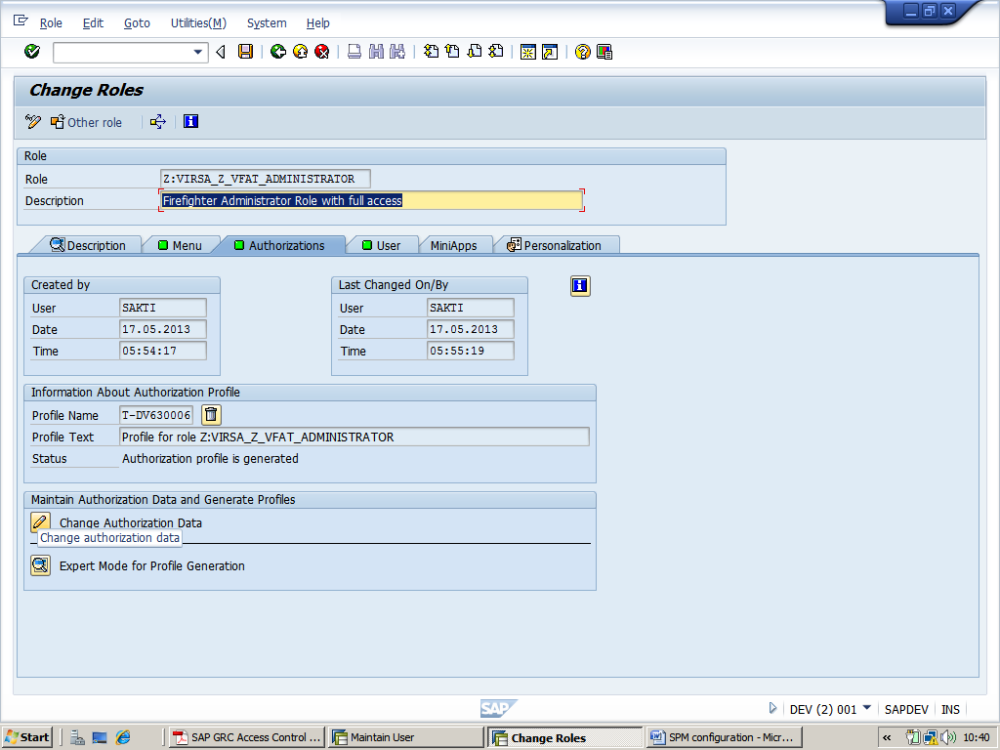 Role Edit Goto Utilities(M) System Help
Change Roles
Other role
Role
Role Z:VIRSA_Z_VFAT_ADMINISTRATOR
Description Firefighter Administrator Role with full access
Description Menu Authorizations User MiniApps Personalization
Created by Last Changed On/By
User SAKTI User SAKTI
Date 17.05.2013 Date 17.05.2013
Time 05:54:17 Time 05:55:19
Information About Authorization Profile
Profile Name T-DV630006
Profile Text Profile for role Z:VIRSA_Z_VFAT_ADMINISTRATOR
Status Authorization profile is generated
Maintain Authorization Data and Generate Profiles
Change Authorization Data
Change authorization data
Expert Mode for Profile Generation
SAP DEV (2) 001 SAPDEV INS
Start SAP GRC Access Control ... Maintain User Change Roles SPM configuration - Micr... « 10:40